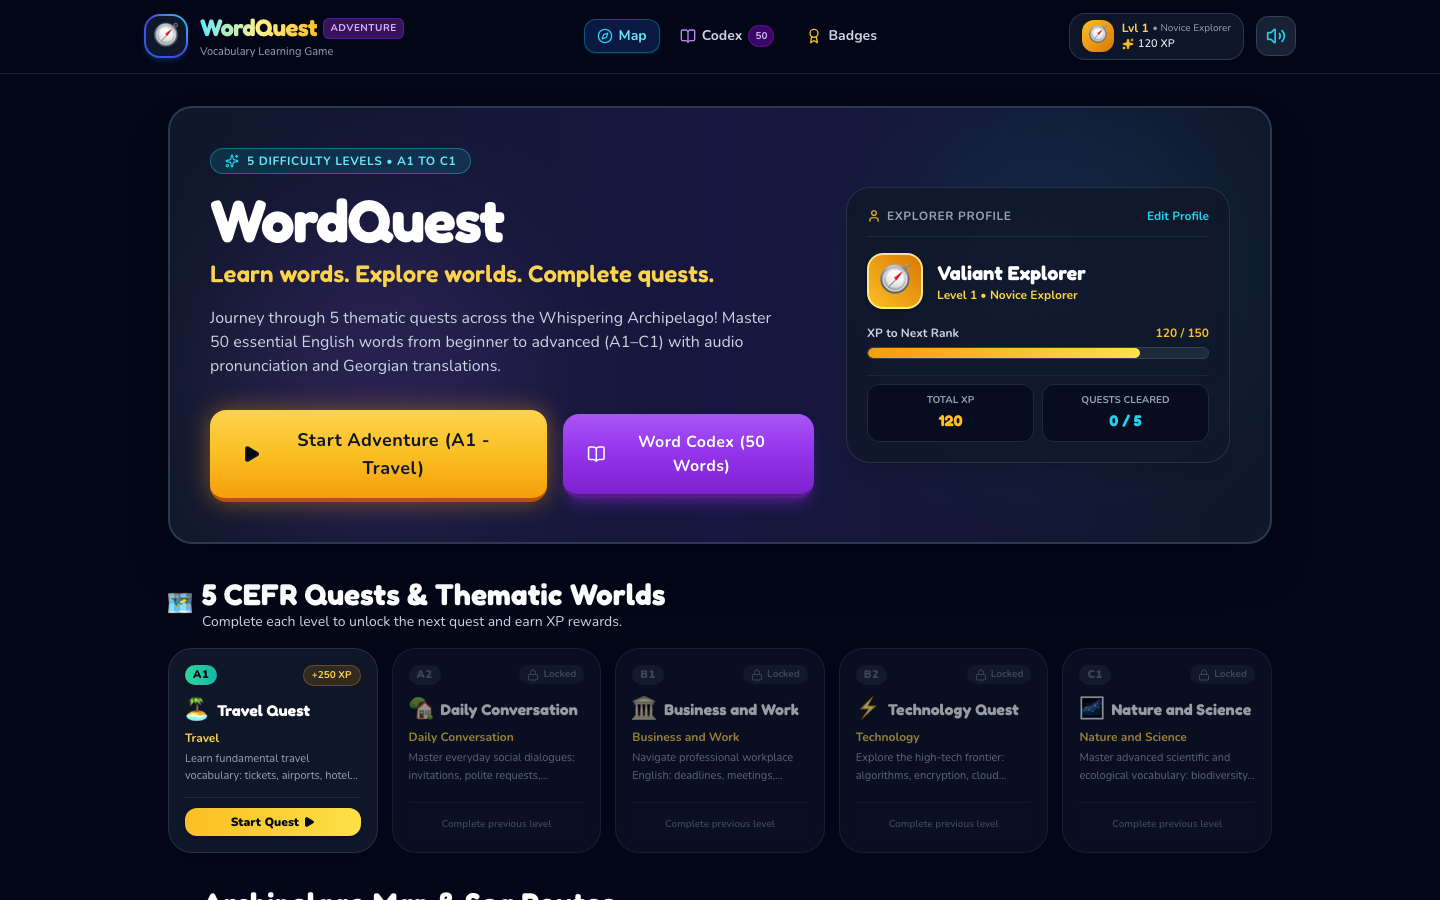 WordQuest ADVENTURE
Vocabulary Learning Game
Map
Codex 50
Badges
Lvl 1 • Novice Explorer
120 XP
5 DIFFICULTY LEVELS • A1 TO C1
WordQuest
Learn words. Explore worlds. Complete quests.
Journey through 5 thematic quests across the Whispering Archipelago! Master
50 essential English words from beginner to advanced (A1–C1) with audio
pronunciation and Georgian translations.
Start Adventure (A1 -
Travel)
Word Codex (50
Words)
EXPLORER PROFILE
Edit Profile
Valiant Explorer
Level 1 • Novice Explorer
XP to Next Rank
120 / 150
TOTAL XP
120
QUESTS CLEARED
0 / 5
5 CEFR Quests & Thematic Worlds
Complete each level to unlock the next quest and earn XP rewards.
A1
+250 XP
Travel Quest
Travel
Learn fundamental travel
vocabulary: tickets, airports, hotel...
Start Quest
A2
Locked
Daily Conversation
Daily Conversation
Master everyday social dialogues:
invitations, polite requests,...
Complete previous level
B1
Locked
Business and Work
Business and Work
Navigate professional workplace
English: deadlines, meetings,...
Complete previous level
B2
Locked
Technology Quest
Technology
Explore the high-tech frontier:
algorithms, encryption, cloud...
Complete previous level
C1
Locked
Nature and Science
Nature and Science
Master advanced scientific and
ecological vocabulary: biodiversity...
Complete previous level
Archipelago Map & Sea Routes